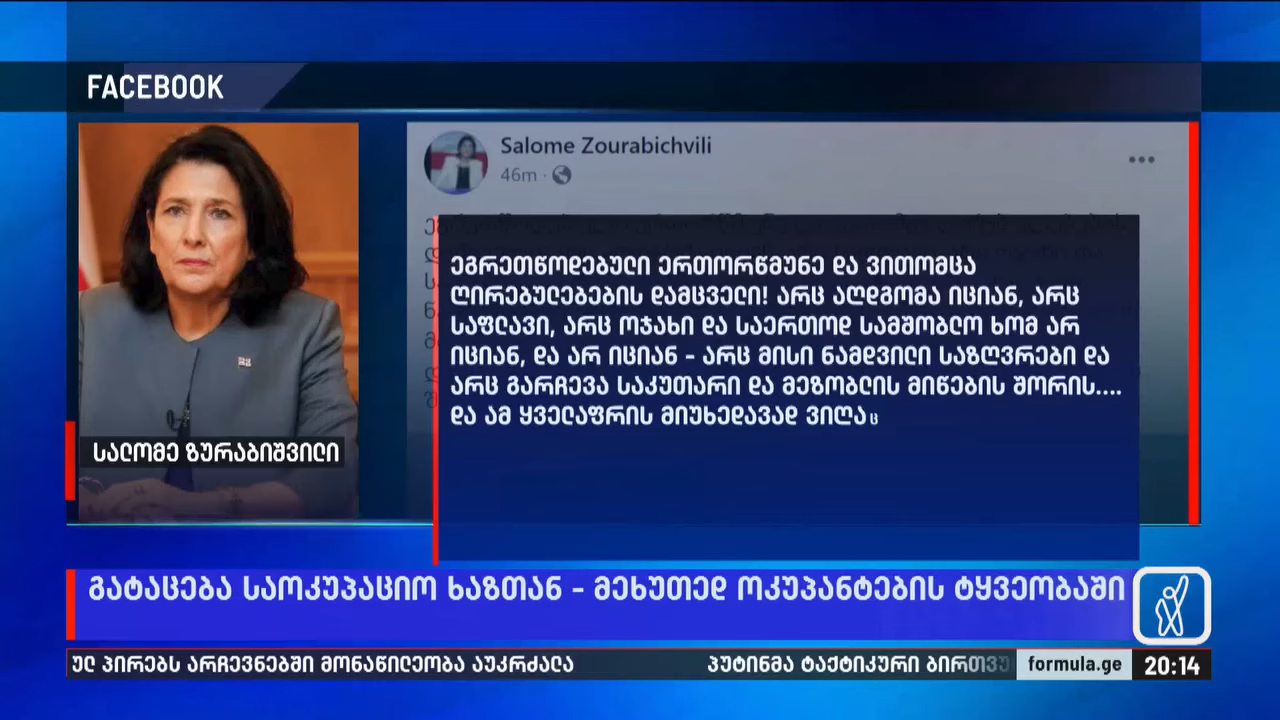 FACEBOOK
Salome Zourabichvili
46m
ეგრეთწოდებული ერთორწმუნე და ვითომცა
ღირებულებების დამცველი! არც აღდგომა იციან, არც
საფლავი, არც ოჯახი და საერთოდ სამშობლო ხომ არ
იციან, და არ იციან - არც მისი ნამდვილი საზღვრები და
არც გარჩევა საკუთარი და მეზობლის მიწების შორის....
და ამ ყველაფრის მიუხედავად ვიღაც
სალომე ზურაბიშვილი
გატაცება საოკუპაციო ხაზთან - მეხუთედ ოკუპანტების ტყვეობაში
ულ პირებს არჩევნებში მონაწილეობა აუკრძალა პუტინმა ტაქტიკური ბირთვუ
formula.ge 20:14